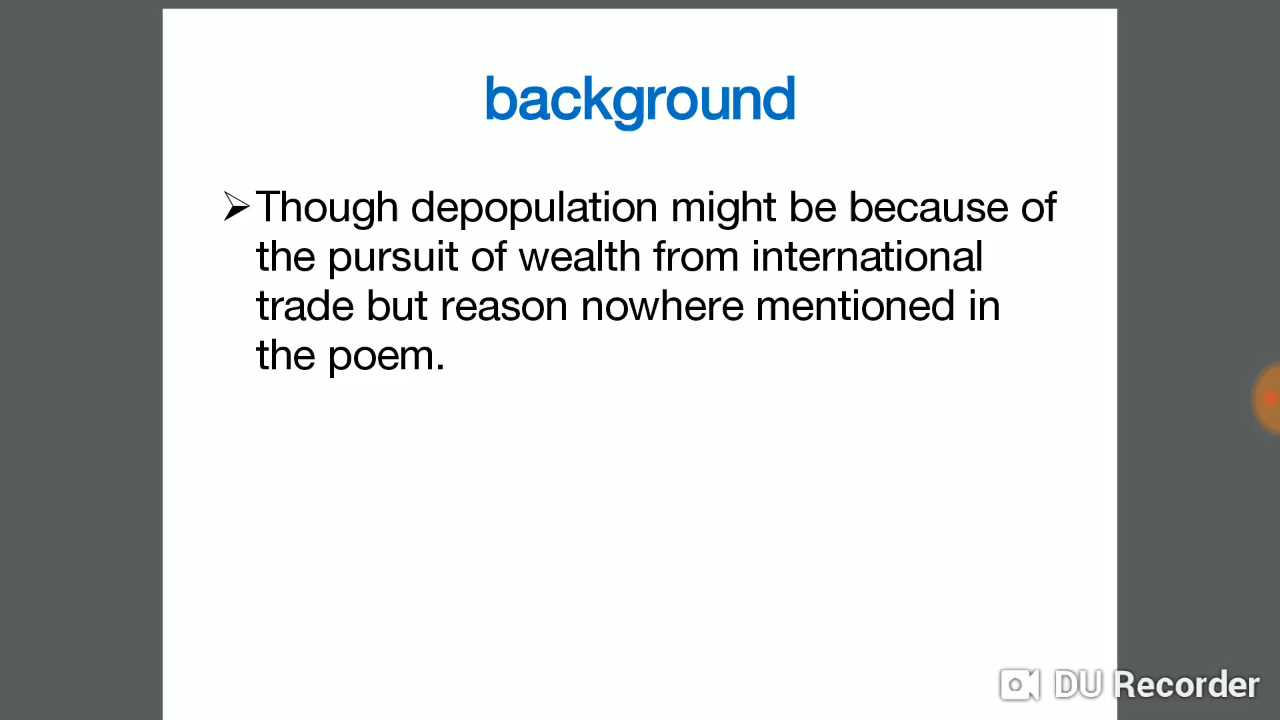 background
➢Though depopulation might be because of
the pursuit of wealth from international
trade but reason nowhere mentioned in
the poem.
DU Recorder